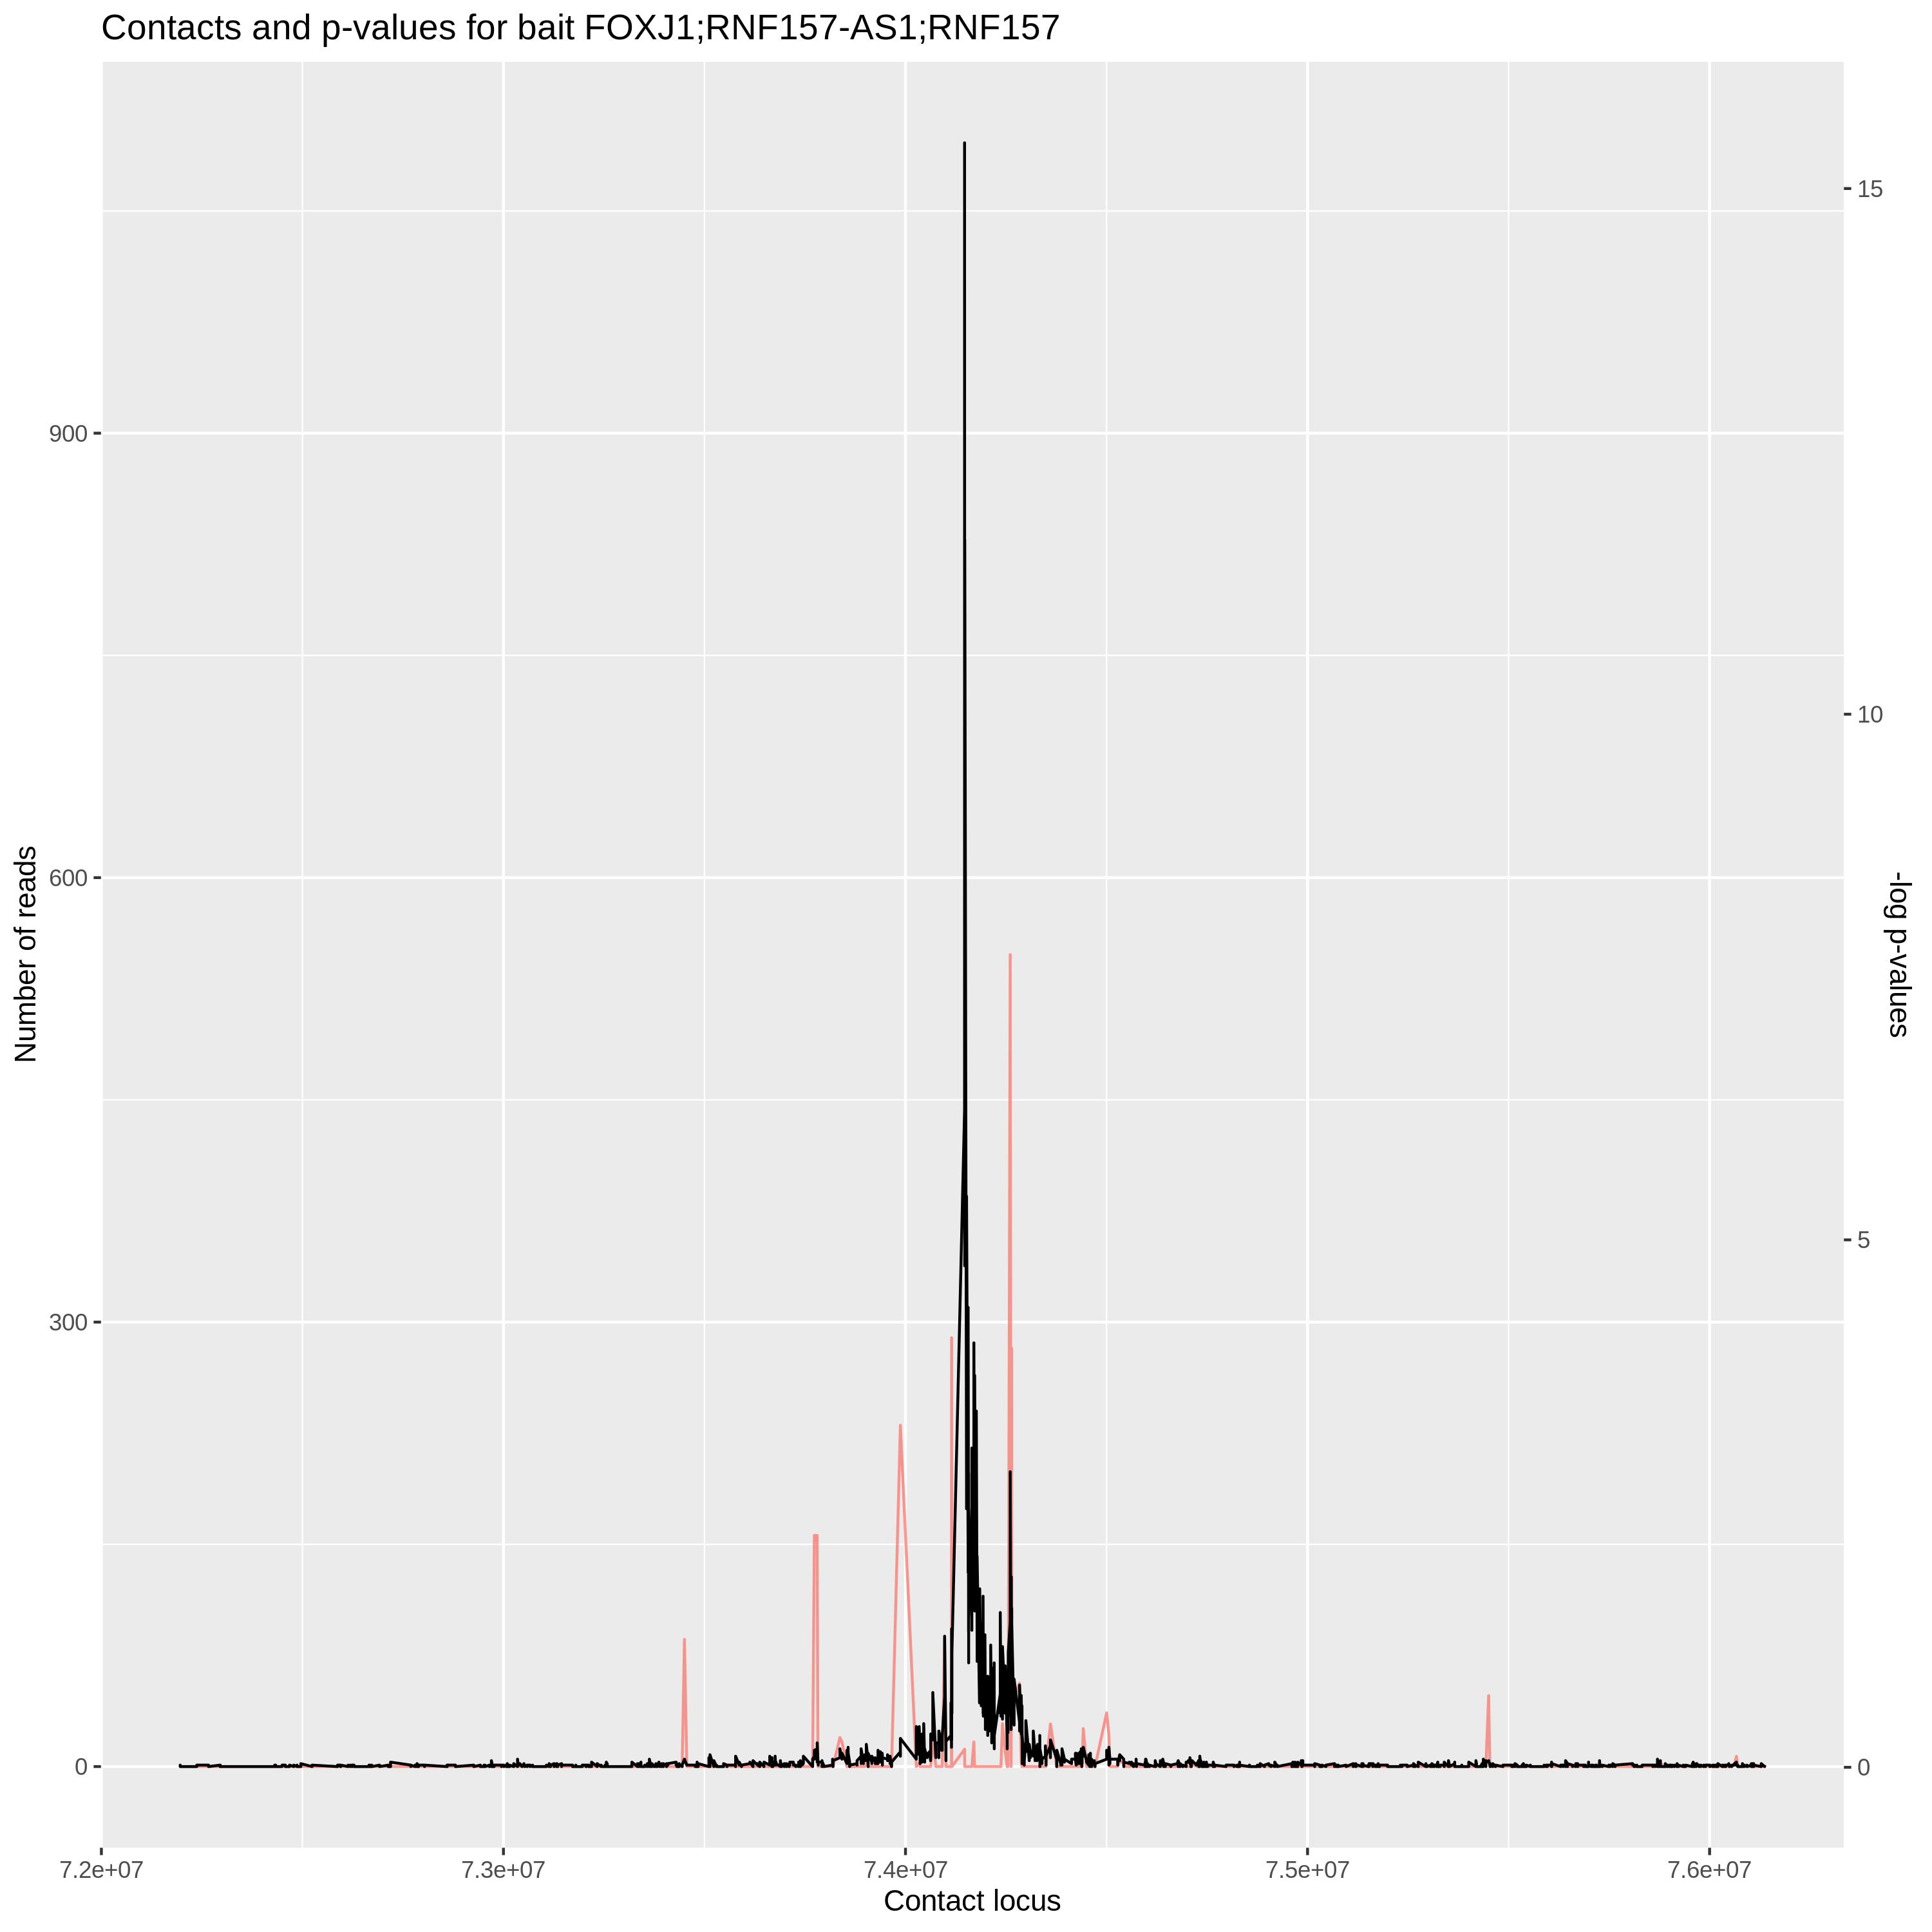 Contacts and p-values for bait FOXJ1;RNF157-AS1;RNF157
15
900
10
Number of reads
600
-log p-values
5
300
0
0
7.2e+07 7.3e+07 7.4e+07 7.5e+07 7.6e+07
Contact locus